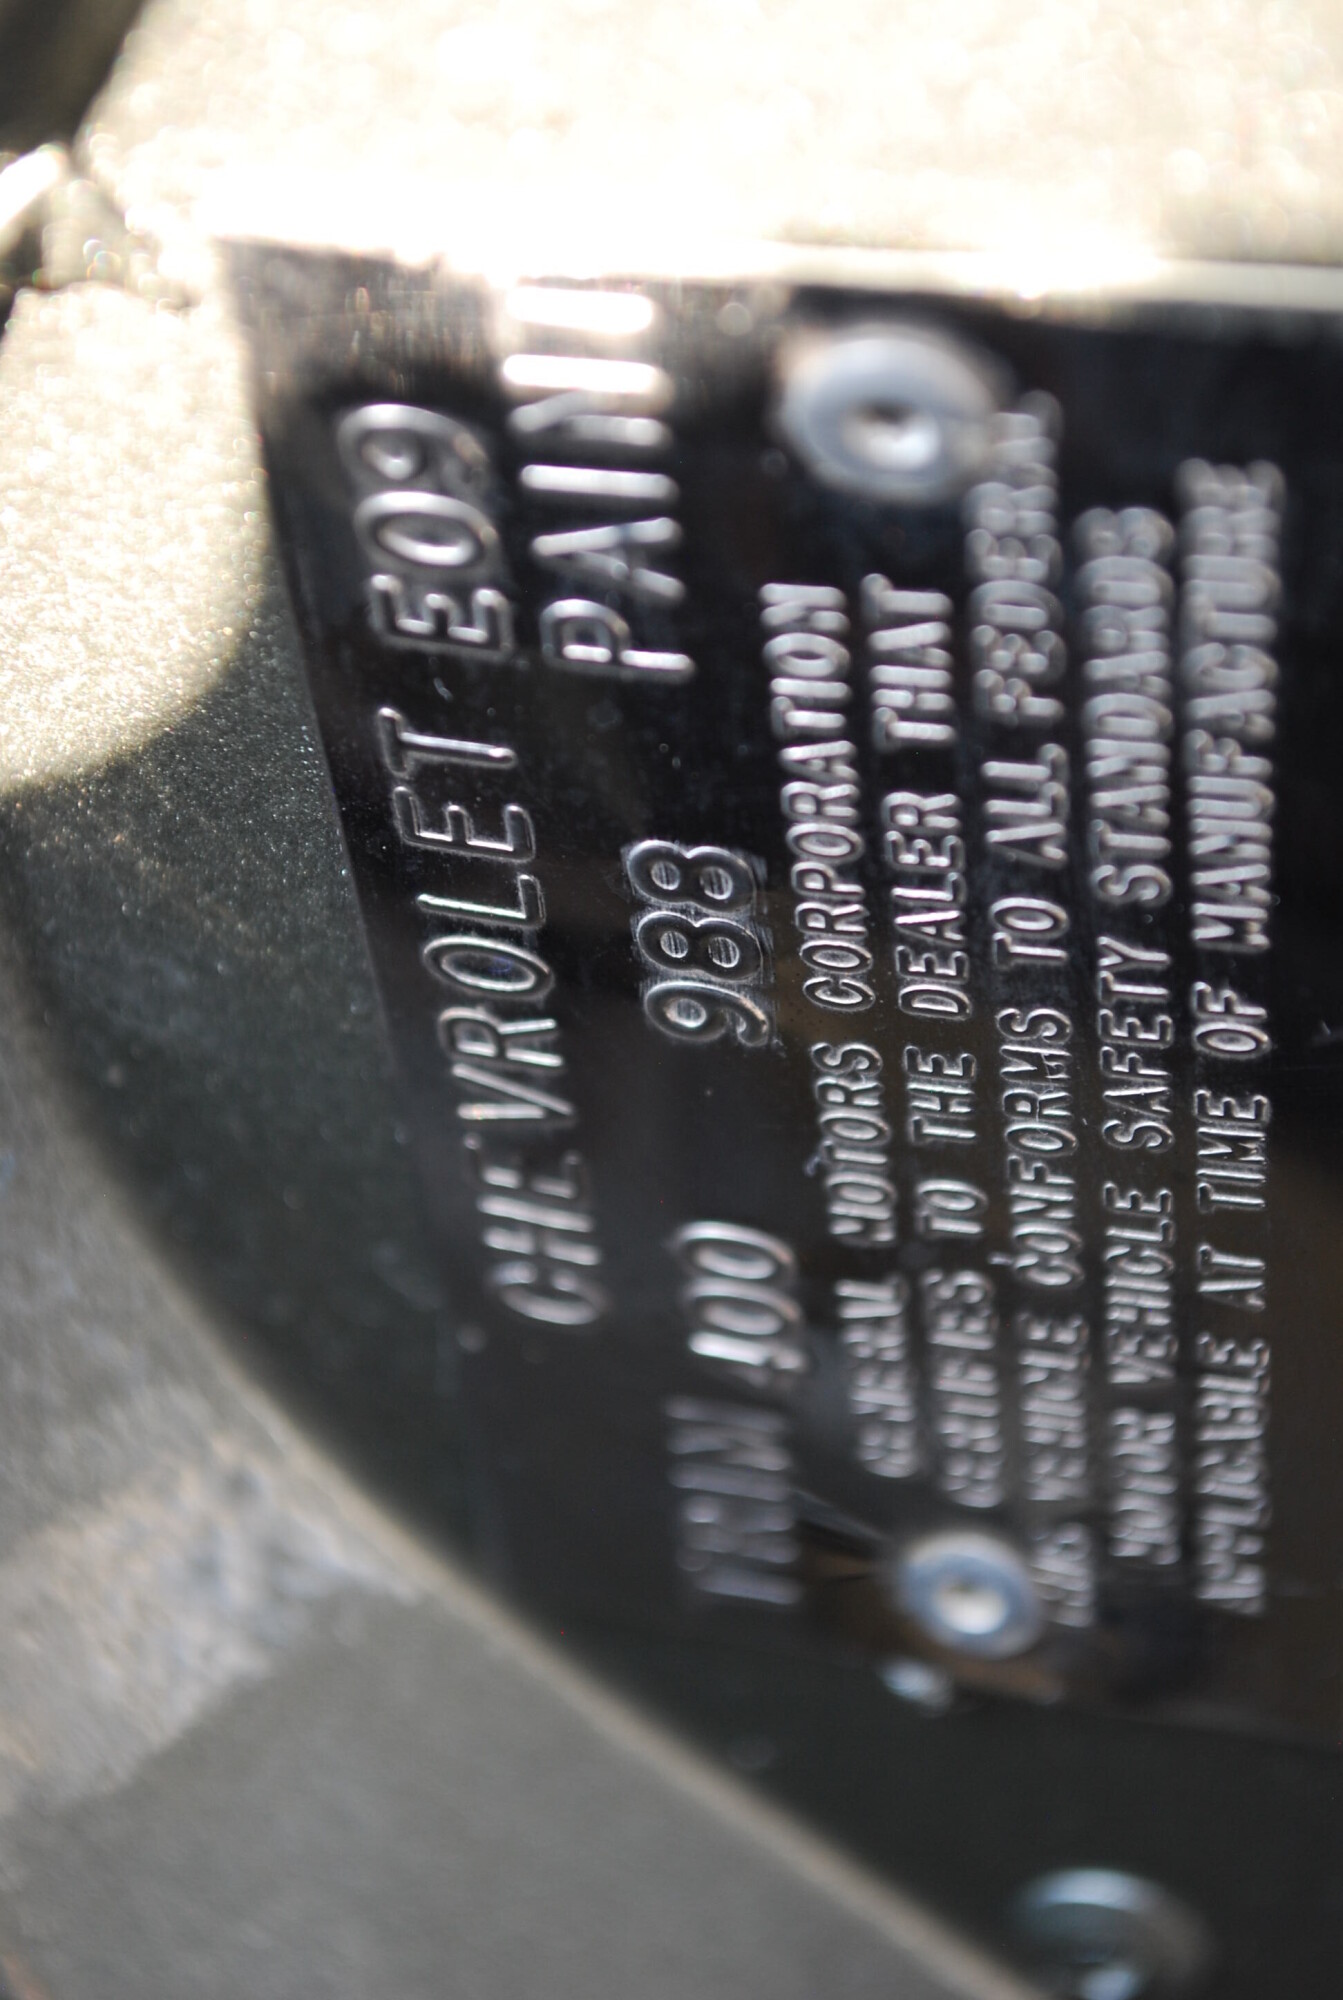 CHEVROLET E09
TRIM 400 988 PAINT
GENERAL MOTORS CORPORATION
CERTIFIES TO THE DEALER THAT
THIS VEHICLE CONFORMS TO ALL FEDERAL
MOTOR VEHICLE SAFETY STANDARDS
APPLICABLE AT TIME OF MANUFACTURE